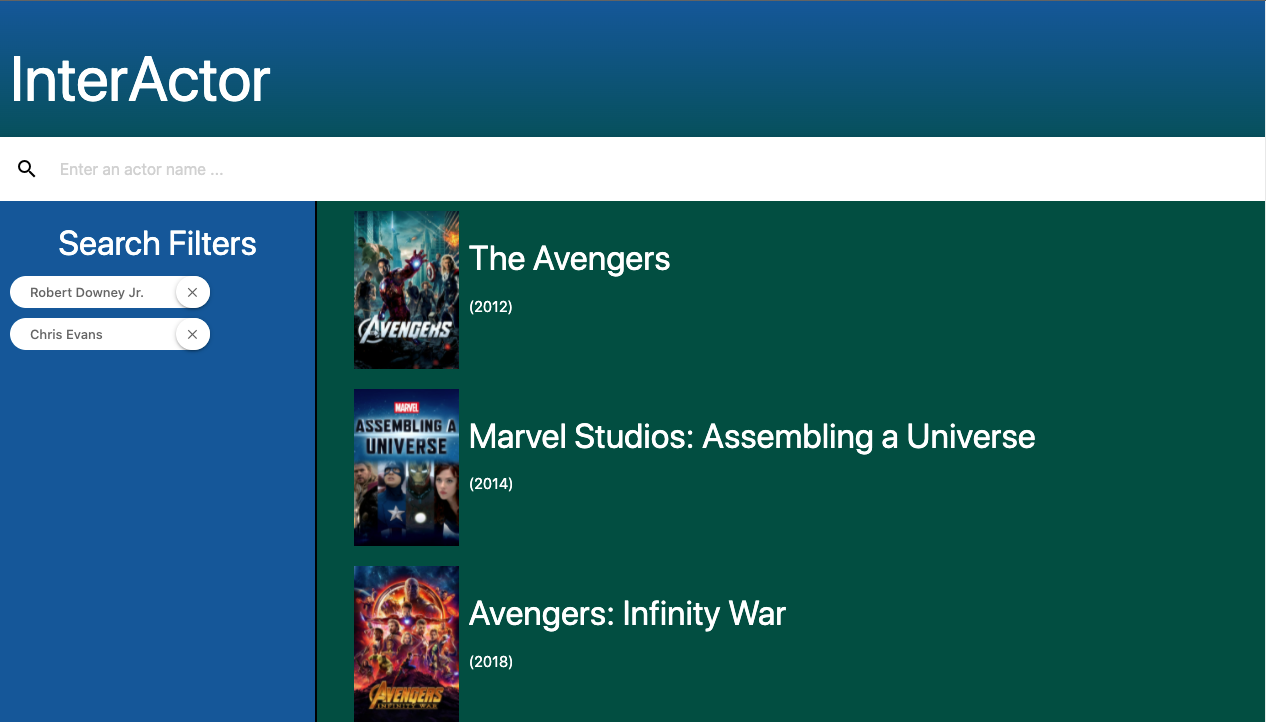 InterActor
Enter an actor name ...
Search Filters
Robert Downey Jr.
Chris Evans
AVENGERS
The Avengers
(2012)
MARVEL
ASSEMBLING A
UNIVERSE
Marvel Studios: Assembling a Universe
(2014)
AVENGERS
INFINITY WAR
Avengers: Infinity War
(2018)